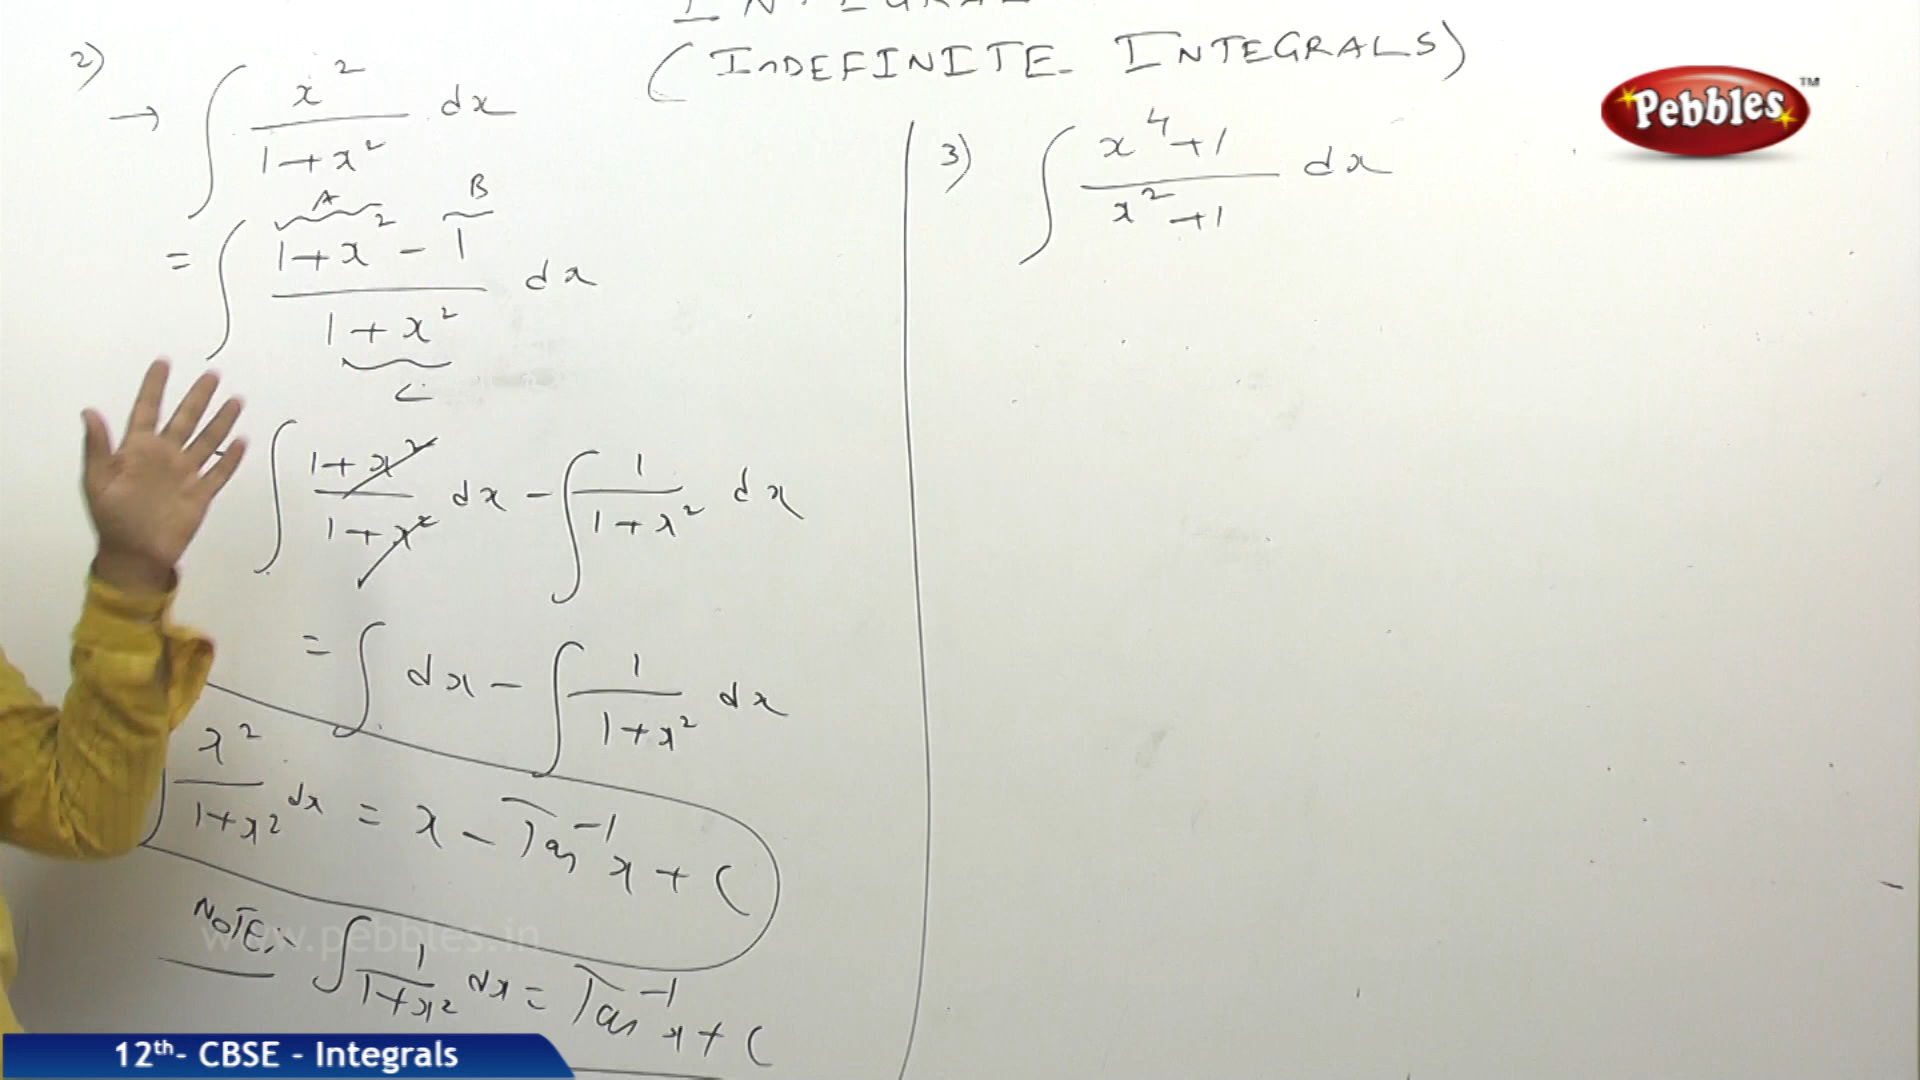 INTEGRAL
(INDEFINITE INTEGRALS)
Pebbles™
2)
→ ∫ x²/(1+x²) dx
= ∫ (1+x² - 1)/(1+x²) dx
A
B
C
∫ (1+x²)/(1+x²) dx - ∫ 1/(1+x²) dx
= ∫ dx - ∫ 1/(1+x²) dx
x²/(1+x²) dx = x - Tan⁻¹x + C
NOTE:- ∫ 1/(1+x²) dx = Tan⁻¹x + C
3) ∫ (x⁴+1)/(x²+1) dx
www.pebbles.in
12th- CBSE - Integrals